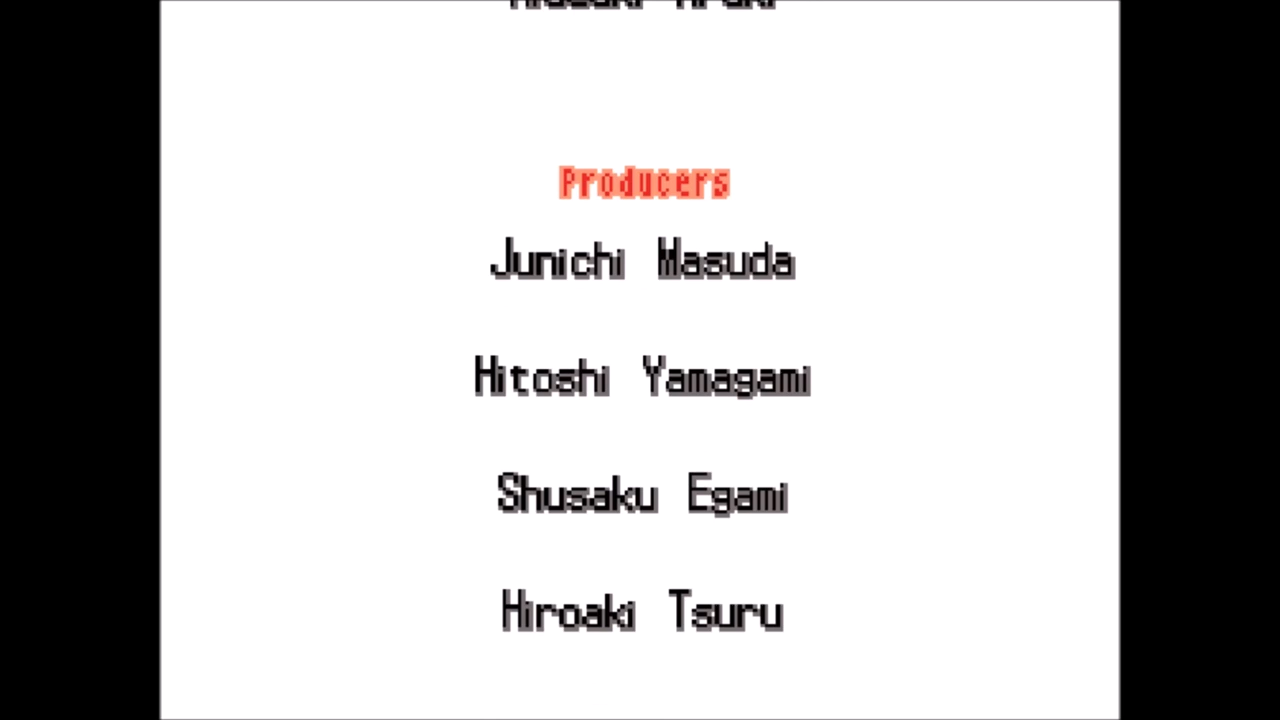 Producers
Junichi Masuda
Hitoshi Yamagami
Shusaku Egami
Hiroaki Tsuru